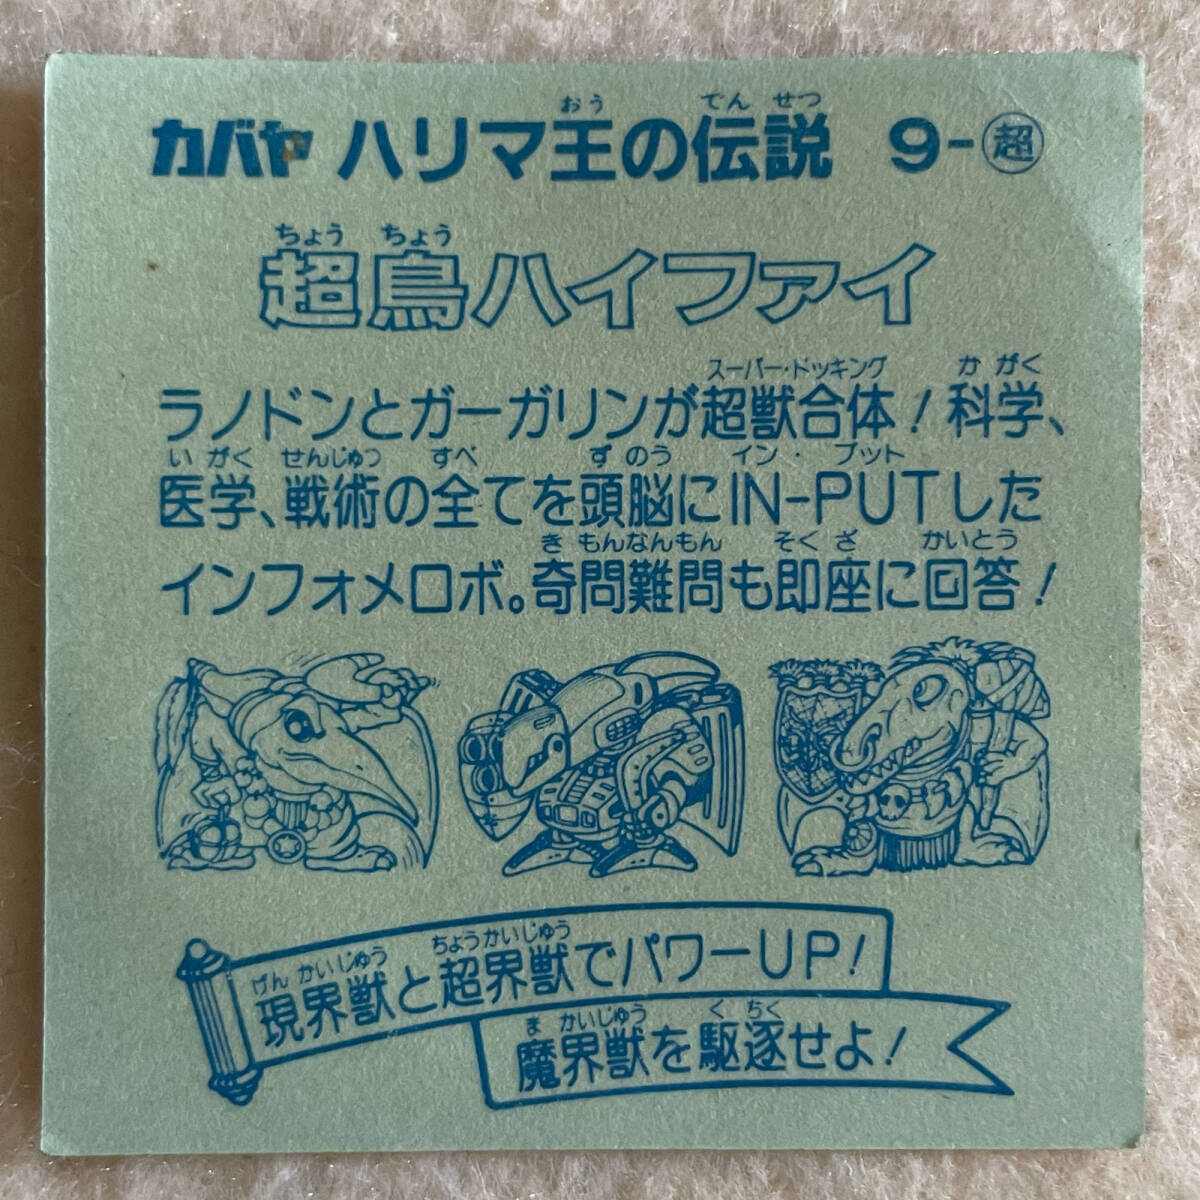 カバヤ ハリマ王の伝説 9-超
おう でん せつ
超鳥ハイファイ
ちょう ちょう
ラノドンとガーガリンが超獣合体！科学、
スーパー・ドッキング か がく
医学、戦術の全てを頭脳にIN-PUTした
い がく せんじゅつ すべ ず のう イン・プット
インフォメロボ。奇問難問も即座に回答！
き もんなんもん そく ざ かいとう
現界獣と超界獣でパワーUP！
げん かいじゅう ちょうかいじゅう
魔界獣を駆逐せよ！
ま かいじゅう く ちく